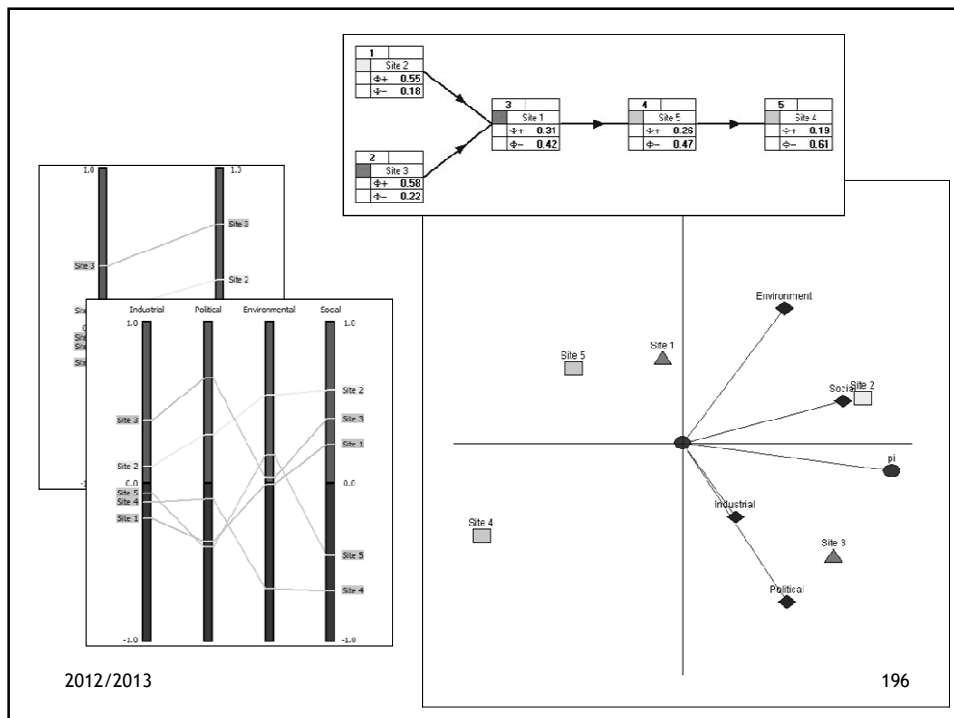 1
Site 2
Φ+ 0.55
Φ− 0.18
2
Site 3
Φ+ 0.58
Φ− 0.22
3
Site 1
Φ+ 0.31
Φ− 0.42
4
Site 5
Φ+ 0.26
Φ− 0.47
5
Site 4
Φ+ 0.19
Φ− 0.61
1.0 1.0
Site 3
Site 3
Site 2
Industrial Political Environmental Social
1.0 1.0
Site 2
Site 3
Site 3
Site 1
Site 2
0.0 0.0
Site 5
Site 4
Site 1
Site 5
Site 4
-1.0 -1.0
Environment
Site 1
Site 5
Social
Site 2
pi
Industrial
Site 4
Site 3
Political
2012/2013
196